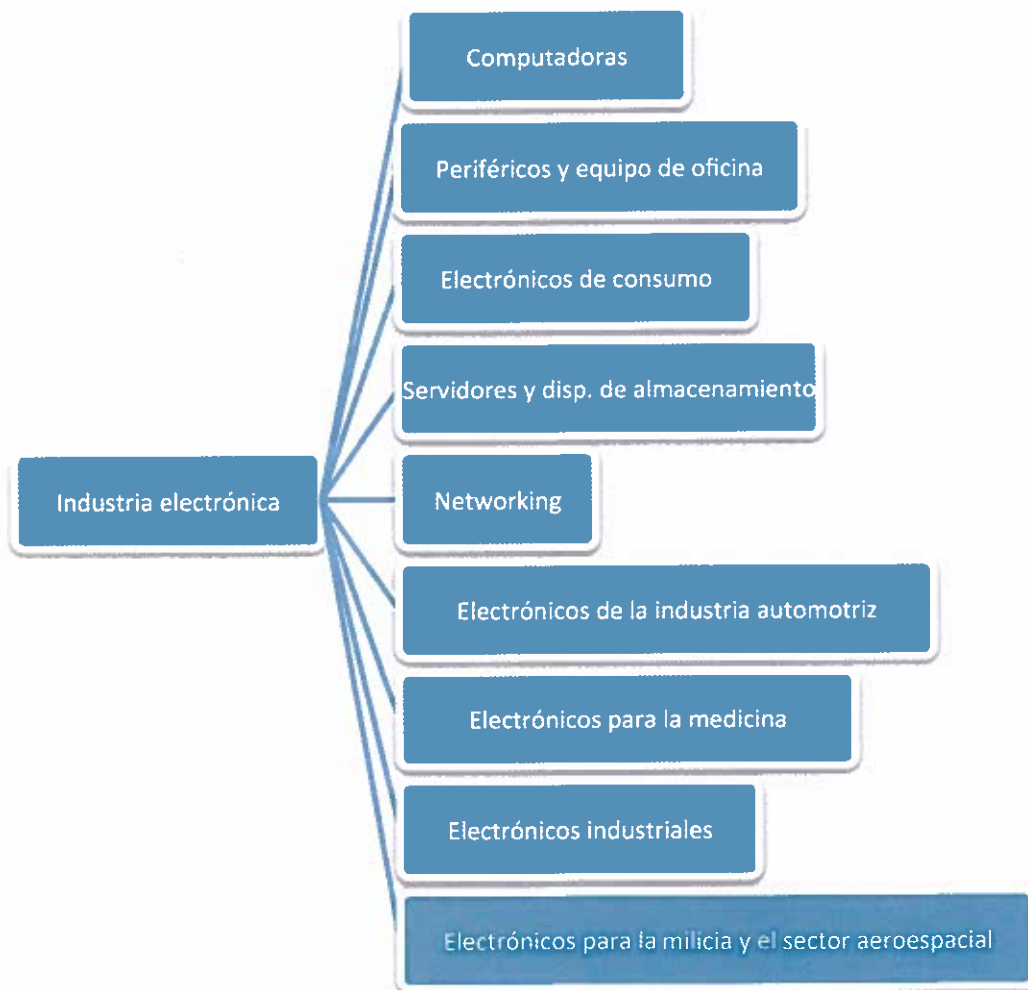 Computadoras
Periféricos y equipo de oficina
Electrónicos de consumo
Servidores y disp. de almacenamiento
Industria electrónica
Networking
Electrónicos de la industria automotriz
Electrónicos para la medicina
Electrónicos industriales
Electrónicos para la milicia y el sector aeroespacial